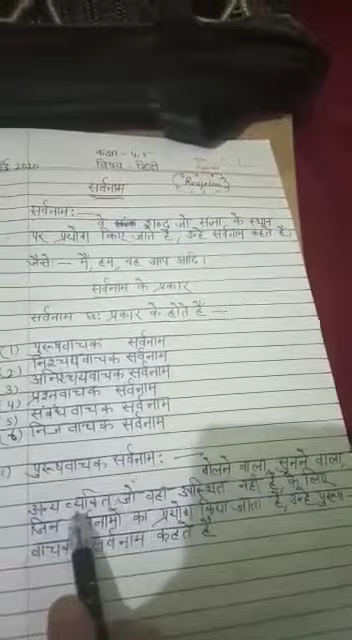 कक्षा - 4,5
मई 2020 विषय - हिंदी
(Revision)
सर्वनाम
सर्वनाम: - वे शब्द जो संज्ञा के स्थान
पर प्रयोग किए जाते है, उन्हे सर्वनाम कहते है।
जैसे - मैं, हम, वह आप आदि।
सर्वनाम के प्रकार
सर्वनाम छ: प्रकार के होते हैं -
(1) पुरुषवाचक सर्वनाम
(2) निश्चयवाचक सर्वनाम
3) अनिश्चयवाचक सर्वनाम
4) प्रश्नवाचक सर्वनाम
5) संबंधवाचक सर्वनाम
(6) निजवाचक सर्वनाम
1) पुरुषवाचक सर्वनाम: - बोलने वाला, सुनने वाला,
अन्य व्यक्ति जो वहां उपस्थित नहीं है के लिए
जिन सर्वनामों का प्रयोग किया जाता है, उन्हे पुरुष-
वाचक सर्वनाम कहते हैं